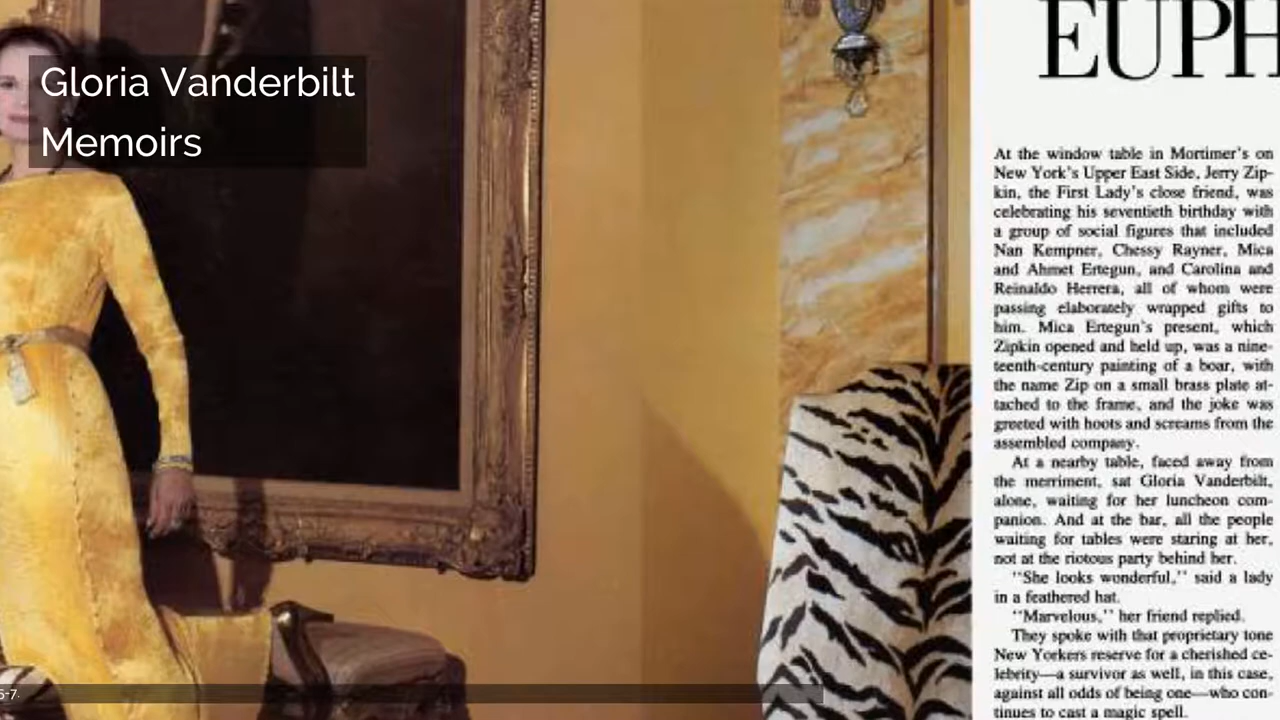 Gloria Vanderbilt
Memoirs
EUPH
At the window table in Mortimer's on
New York's Upper East Side, Jerry Zip-
kin, the First Lady's close friend, was
celebrating his seventieth birthday with
a group of social figures that included
Nan Kempner, Chessy Rayner, Mica
and Ahmet Ertegun, and Carolina and
Reinaldo Herrera, all of whom were
passing elaborately wrapped gifts to
him. Mica Ertegun's present, which
Zipkin opened and held up, was a nine-
teenth-century painting of a boar, with
the name Zip on a small brass plate at-
tached to the frame, and the joke was
greeted with hoots and screams from the
assembled company.
At a nearby table, faced away from
the merriment, sat Gloria Vanderbilt,
alone, waiting for her luncheon com-
panion. And at the bar, all the people
waiting for tables were staring at her,
not at the riotous party behind her.
"She looks wonderful," said a lady
in a feathered hat.
"Marvelous," her friend replied.
They spoke with that proprietary tone
New Yorkers reserve for a cherished ce-
lebrity—a survivor as well, in this case,
against all odds of being one—who con-
tinues to cast a magic spell.
5-7.